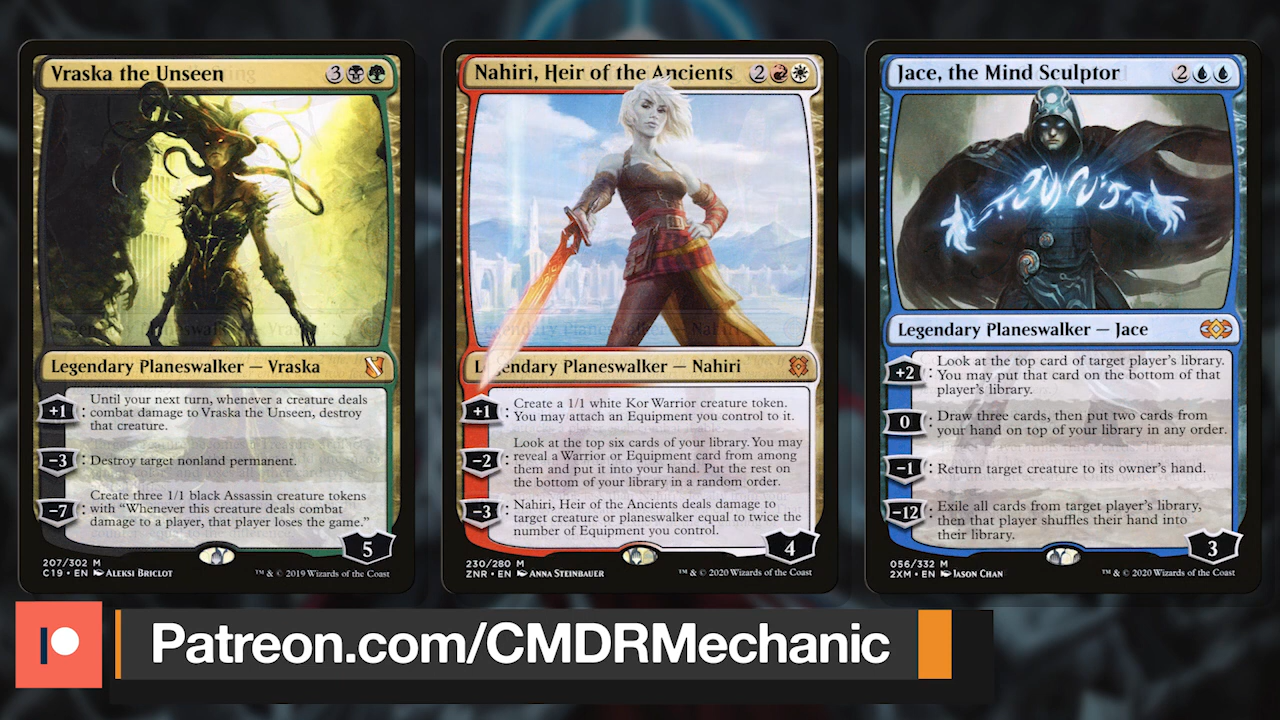 Vraska the Unseen
3
Legendary Planeswalker — Vraska
+1 : Until your next turn, whenever a creature deals
combat damage to Vraska the Unseen, destroy
that creature.
−3 : Destroy target nonland permanent.
−7 : Create three 1/1 black Assassin creature tokens
with “Whenever this creature deals combat
damage to a player, that player loses the game.”
5
207/302 M
C19 • EN Aleksi Briclot
™ & © 2019 Wizards of the Coast
Nahiri, Heir of the Ancients
2
Legendary Planeswalker — Nahiri
+1 : Create a 1/1 white Kor Warrior creature token.
You may attach an Equipment you control to it.
−2 : Look at the top six cards of your library. You may
reveal a Warrior or Equipment card from among
them and put it into your hand. Put the rest on
the bottom of your library in a random order.
−3 : Nahiri, Heir of the Ancients deals damage to
target creature or planeswalker equal to twice the
number of Equipment you control.
4
230/280 M
ZNR • EN Anna Steinbauer
™ & © 2020 Wizards of the Coast
Jace, the Mind Sculptor
2
Legendary Planeswalker — Jace
+2 : Look at the top card of target player’s library.
You may put that card on the bottom of that
player’s library.
0 : Draw three cards, then put two cards from
your hand on top of your library in any order.
−1 : Return target creature to its owner’s hand.
−12 : Exile all cards from target player’s library,
then that player shuffles their hand into
their library.
3
056/332 M
2XM • EN Jason Chan
™ & © 2020 Wizards of the Coast
Patreon.com/CMDRMechanic